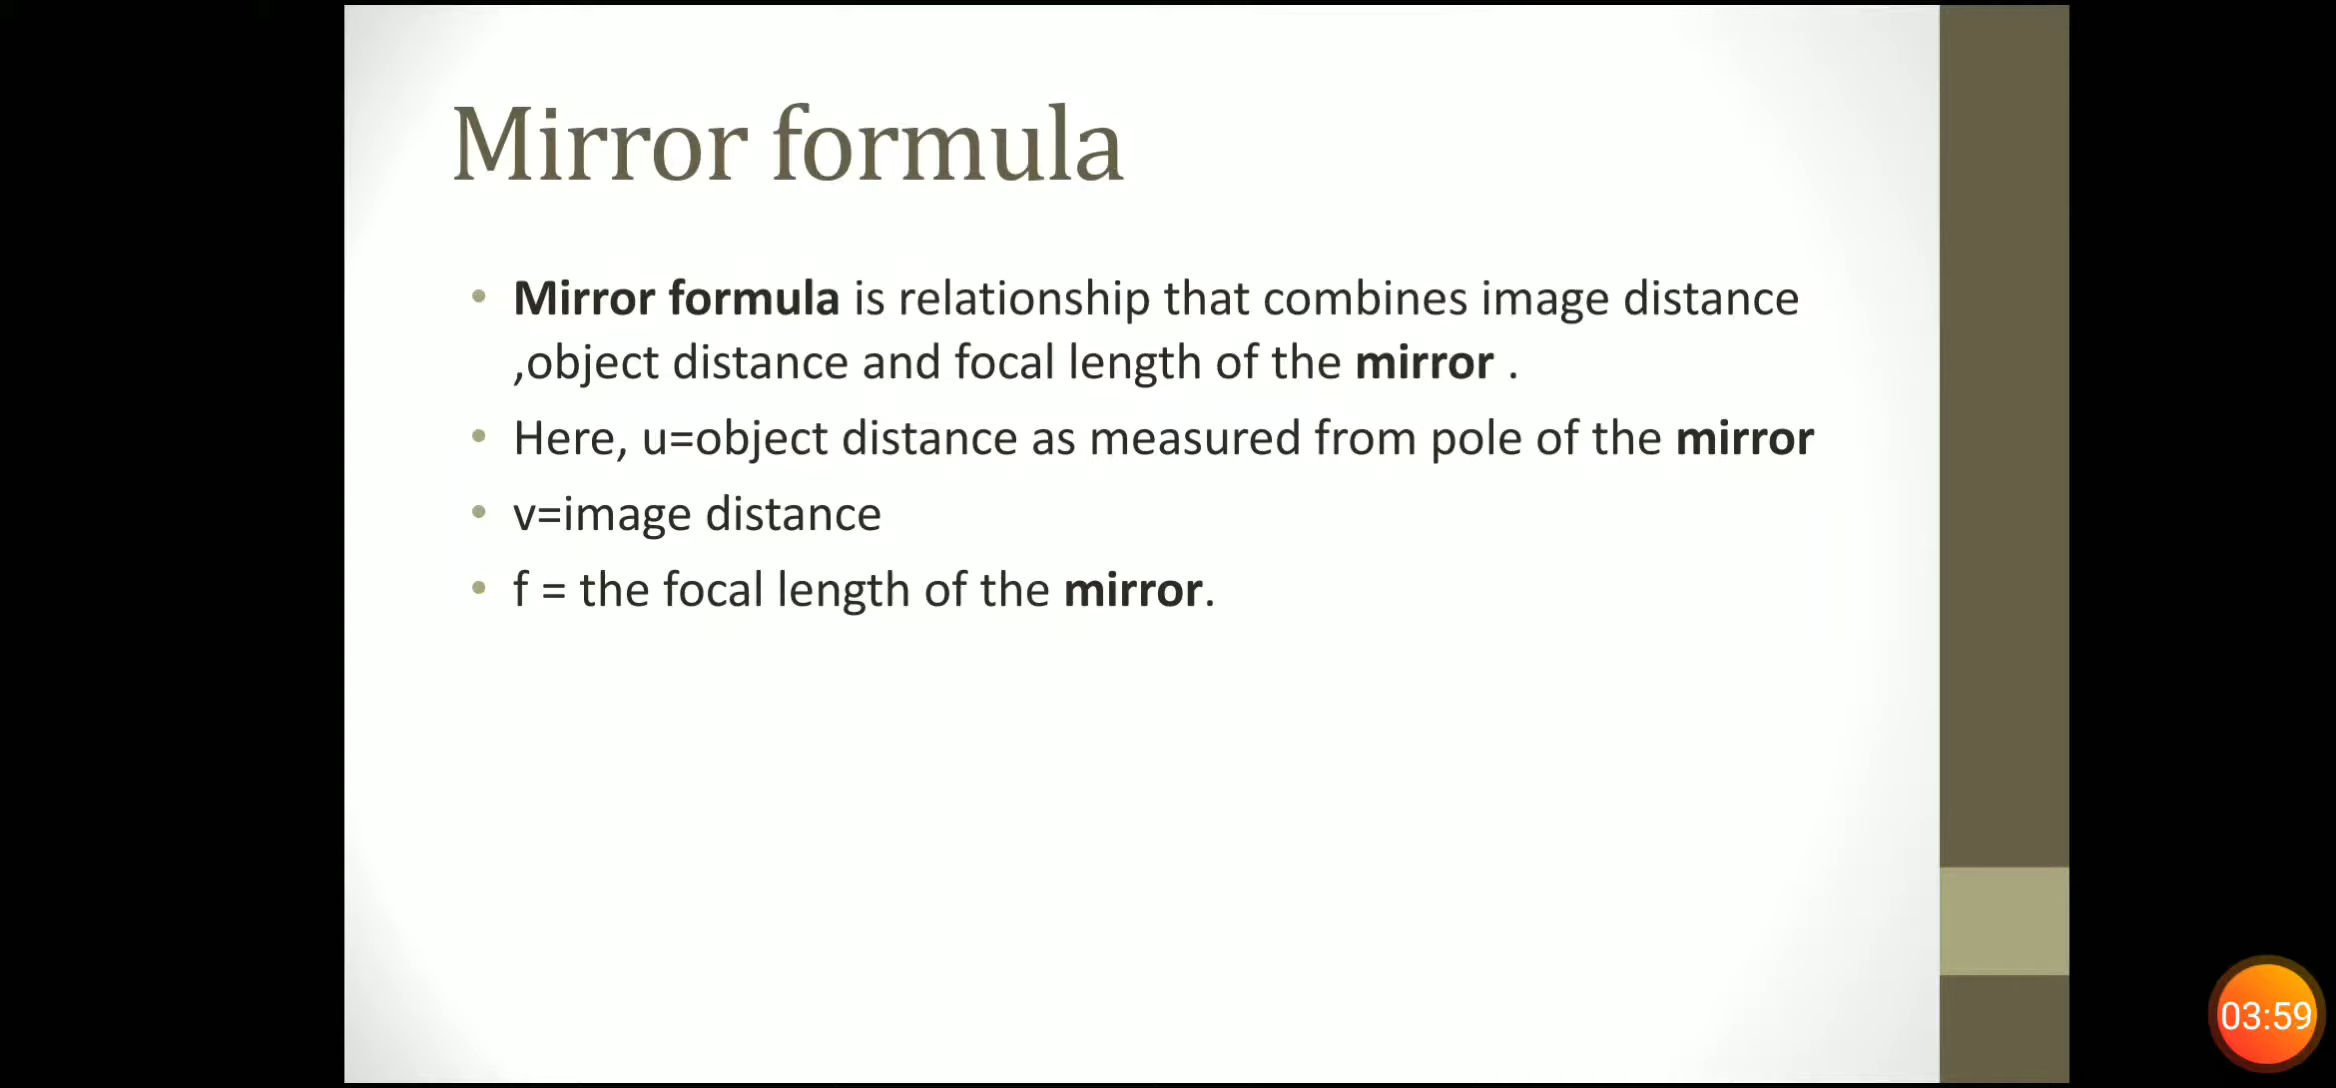 Mirror formula
• Mirror formula is relationship that combines image distance
,object distance and focal length of the mirror .
• Here, u=object distance as measured from pole of the mirror
• v=image distance
• f = the focal length of the mirror.
03:59